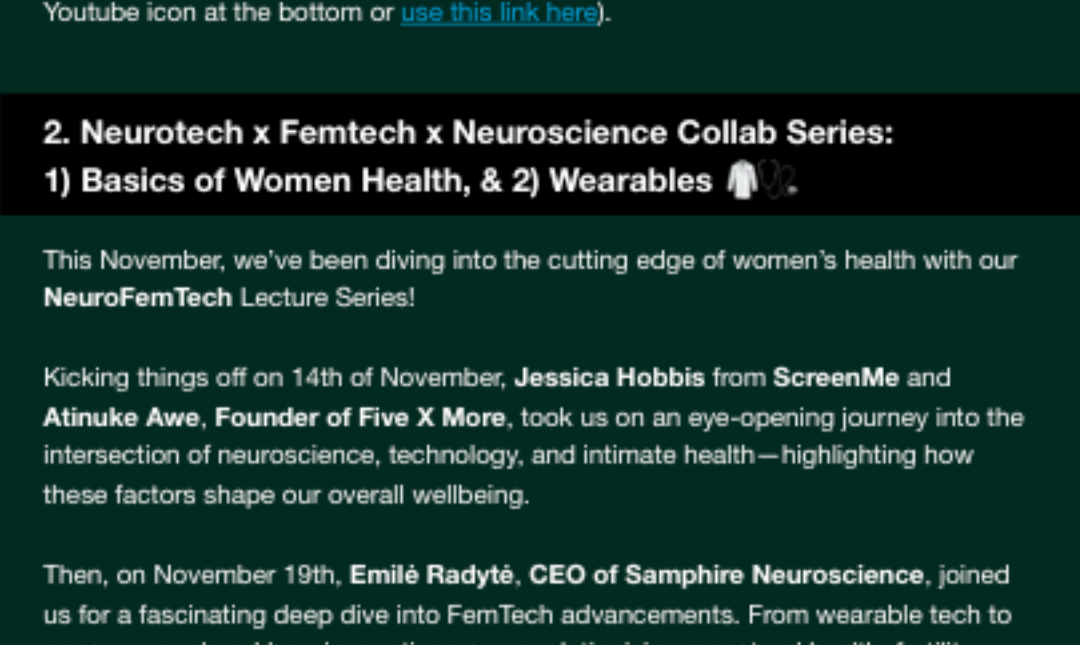 Youtube icon at the bottom or use this link here).
2. Neurotech x Femtech x Neuroscience Collab Series:
1) Basics of Women Health, & 2) Wearables 🥼🩺
This November, we’ve been diving into the cutting edge of women’s health with our
NeuroFemTech Lecture Series!
Kicking things off on 14th of November, Jessica Hobbis from ScreenMe and
Atinuke Awe, Founder of Five X More, took us on an eye-opening journey into the
intersection of neuroscience, technology, and intimate health—highlighting how
these factors shape our overall wellbeing.
Then, on November 19th, Emilė Radytė, CEO of Samphire Neuroscience, joined
us for a fascinating deep dive into FemTech advancements. From wearable tech to